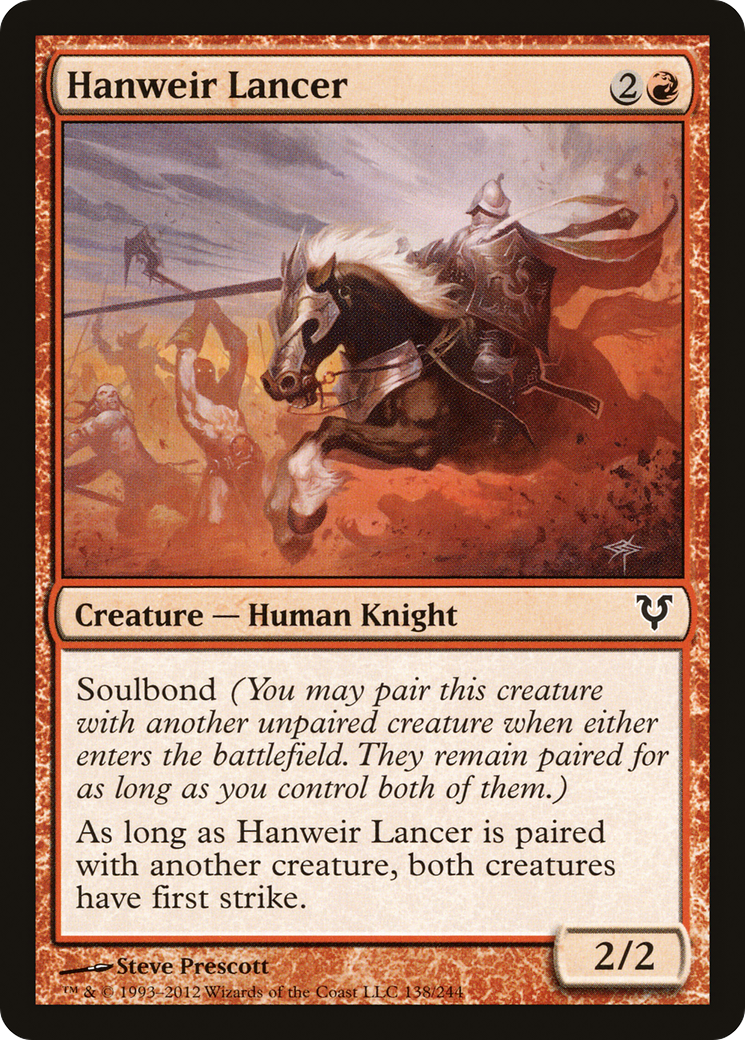 Hanweir Lancer 2
Creature — Human Knight
Soulbond (You may pair this creature
with another unpaired creature when either
enters the battlefield. They remain paired for
as long as you control both of them.)
As long as Hanweir Lancer is paired
with another creature, both creatures
have first strike.
2/2
Steve Prescott
™ & © 1993–2012 Wizards of the Coast LLC 138/244